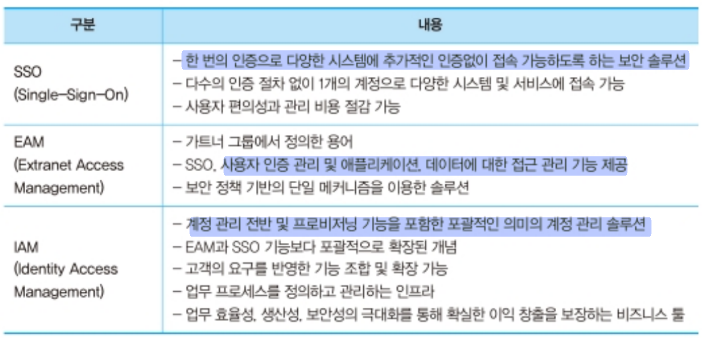 구분 내용
SSO
(Single-Sign-On)
– 한 번의 인증으로 다양한 시스템에 추가적인 인증없이 접속 가능하도록 하는 보안 솔루션
– 다수의 인증 절차 없이 1개의 계정으로 다양한 시스템 및 서비스에 접속 가능
– 사용자 편의성과 관리 비용 절감 가능
EAM
(Extranet Access
Management)
– 가트너 그룹에서 정의한 용어
– SSO, 사용자 인증 관리 및 애플리케이션, 데이터에 대한 접근 관리 기능 제공
– 보안 정책 기반의 단일 메커니즘을 이용한 솔루션
IAM
(Identity Access
Management)
– 계정 관리 전반 및 프로비저닝 기능을 포함한 포괄적인 의미의 계정 관리 솔루션
– EAM과 SSO 기능보다 포괄적으로 확장된 개념
– 고객의 요구를 반영한 기능 조합 및 확장 가능
– 업무 프로세스를 정의하고 관리하는 인프라
– 업무 효율성, 생산성, 보안성의 극대화를 통해 확실한 이익 창출을 보장하는 비즈니스 툴